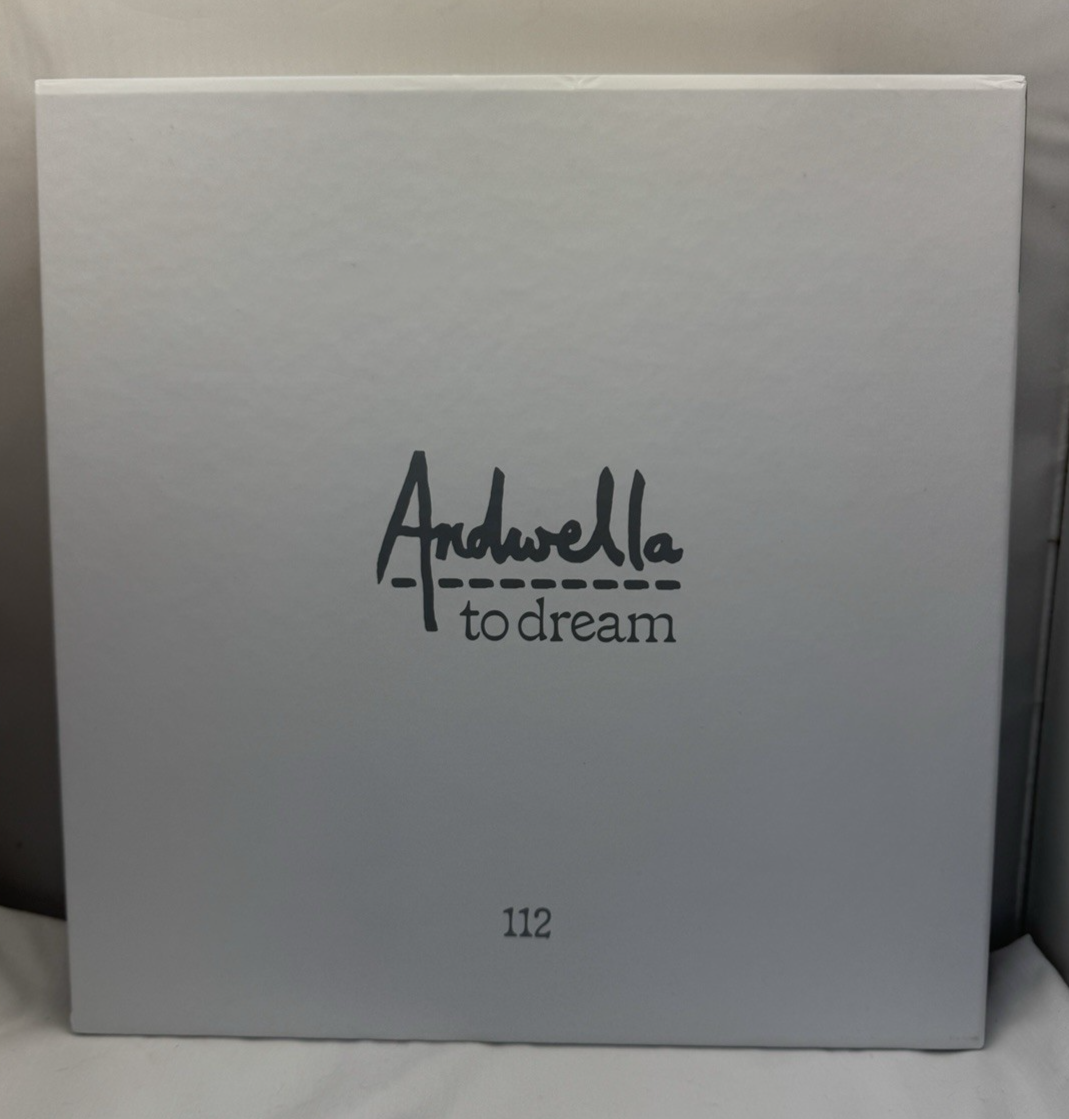 Andwella
to dream
112